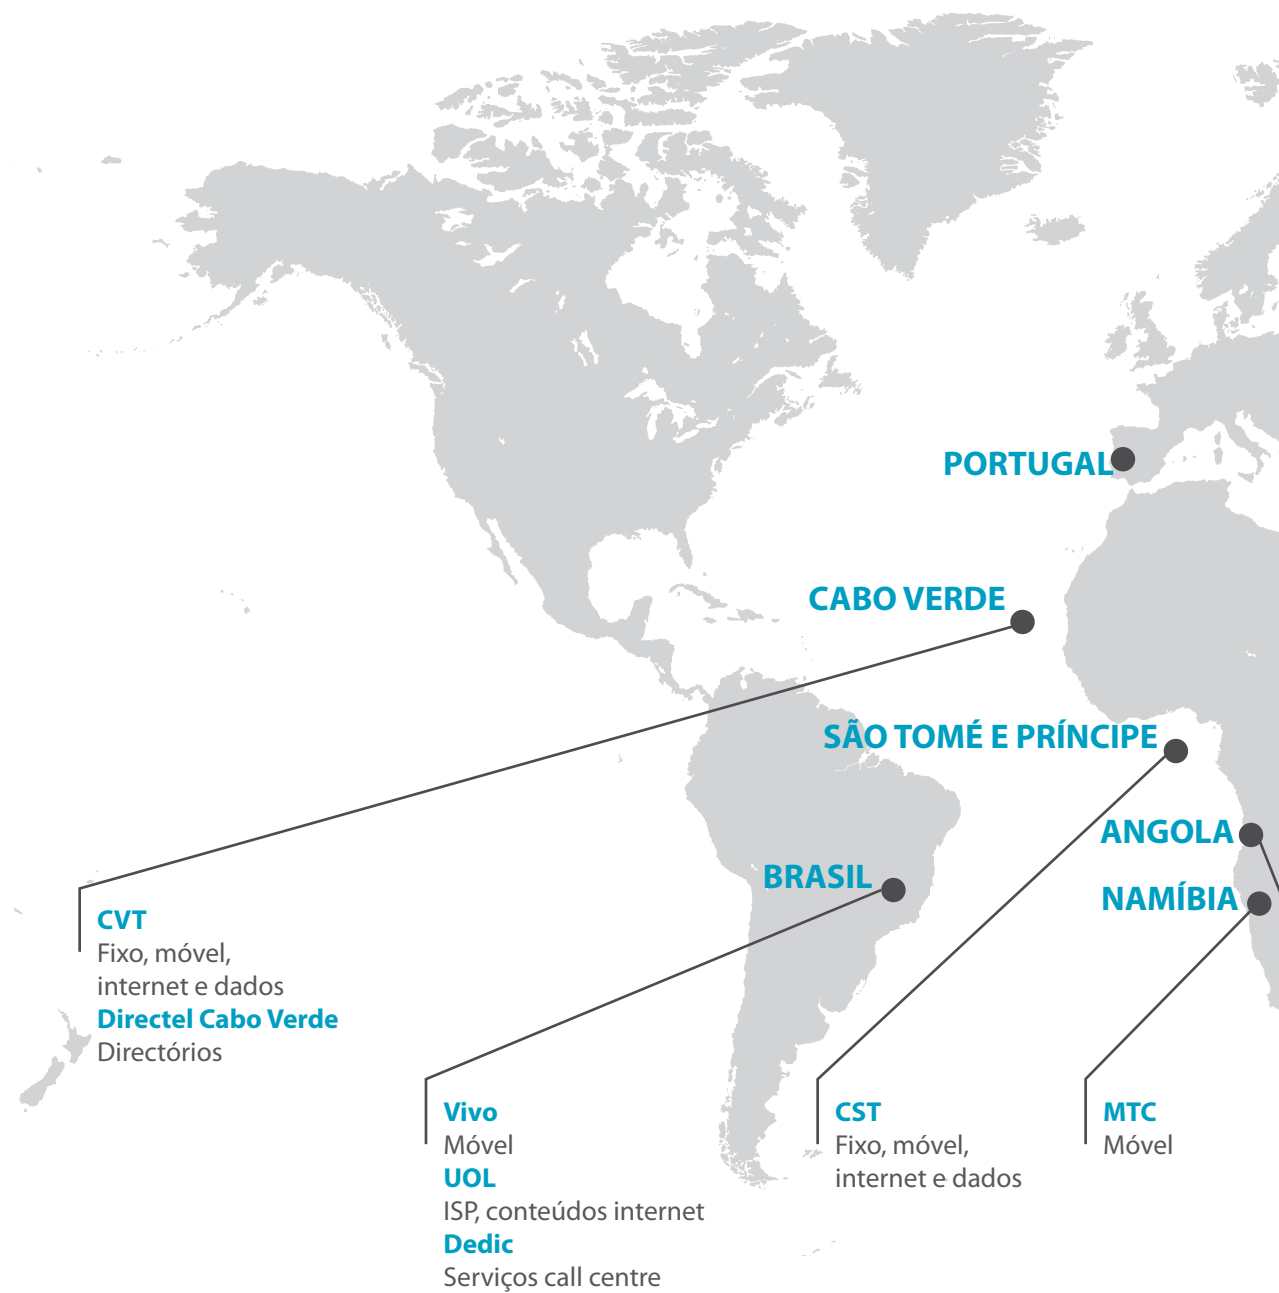 PORTUGAL
CABO VERDE
SÃO TOMÉ E PRÍNCIPE
ANGOLA
BRASIL
NAMÍBIA
CVT
Fixo, móvel,
internet e dados
Directel Cabo Verde
Directórios
Vivo
Móvel
UOL
ISP, conteúdos internet
Dedic
Serviços call centre
CST
Fixo, móvel,
internet e dados
MTC
Móvel